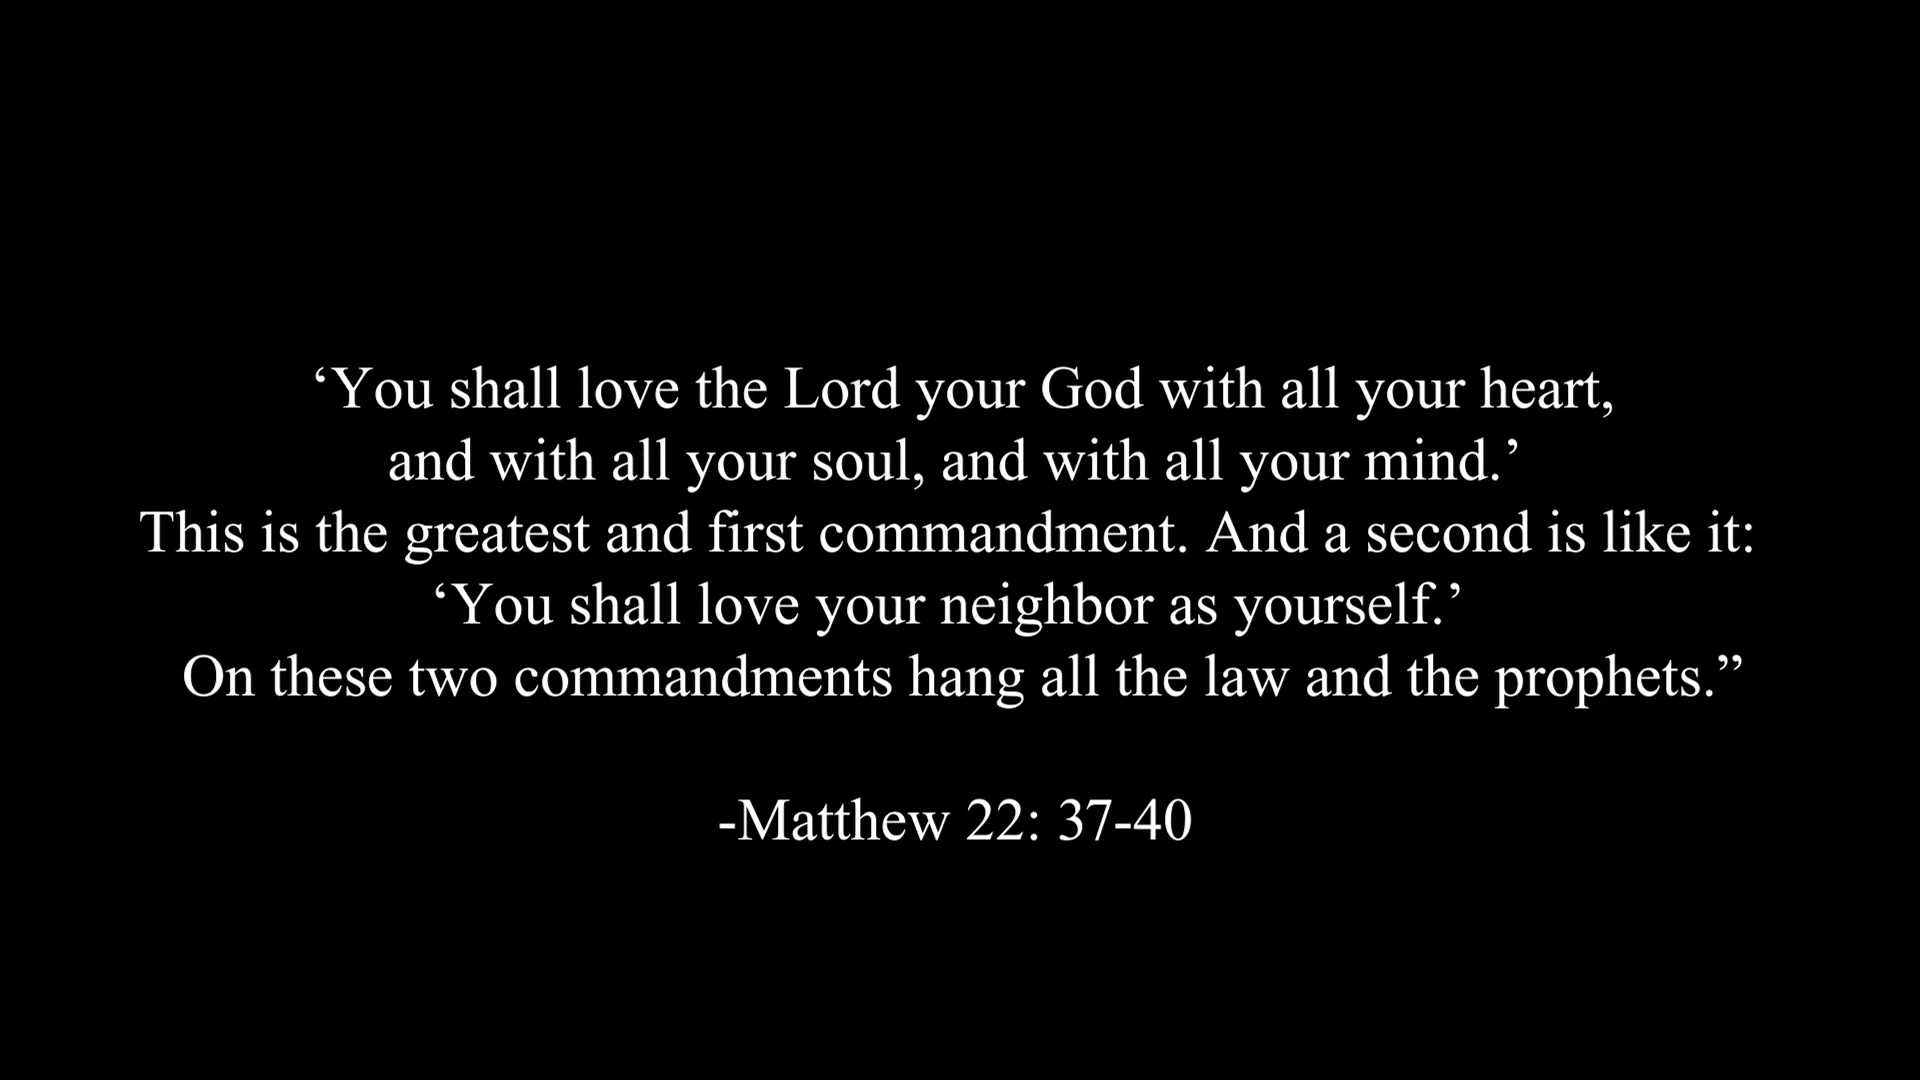 ‘You shall love the Lord your God with all your heart,
and with all your soul, and with all your mind.’
This is the greatest and first commandment. And a second is like it:
‘You shall love your neighbor as yourself.’
On these two commandments hang all the law and the prophets.”
-Matthew 22: 37-40